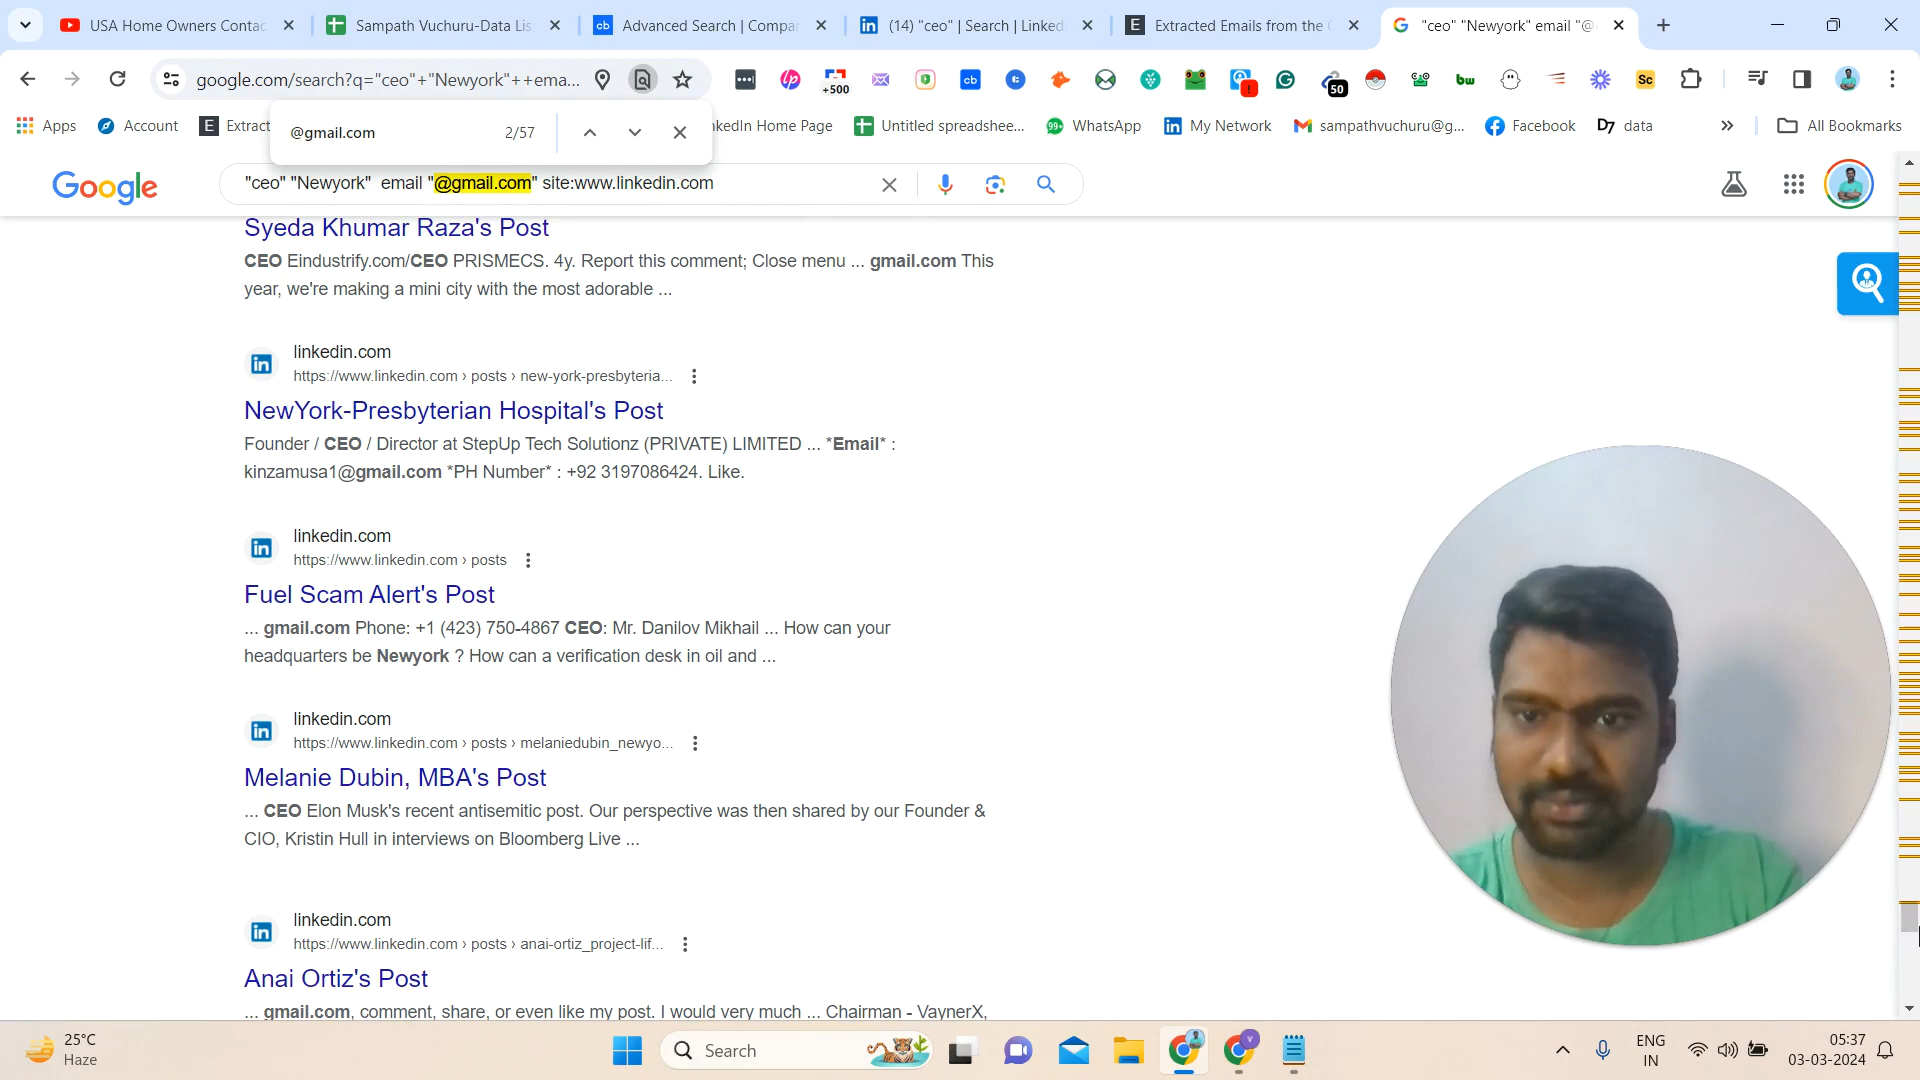 USA Home Owners Contac
Sampath Vuchuru-Data Lis
Advanced Search | Compa
(14) "ceo" | Search | Linked
Extracted Emails from the
"ceo" "Newyork" email "@
google.com/search?q="ceo"+"Newyork"++ema...
+500
50
bw
Sc
@gmail.com 2/57
Apps
Account
Extract
nkedIn Home Page
Untitled spreadshee...
99+
WhatsApp
My Network
sampathvuchuru@g...
Facebook
D7 data
All Bookmarks
Google
"ceo" "Newyork"  email "@gmail.com" site:www.linkedin.com
Syeda Khumar Raza's Post
CEO Eindustrify.com/CEO PRISMECS. 4y. Report this comment; Close menu ... gmail.com This
year, we're making a mini city with the most adorable ...
linkedin.com
https://www.linkedin.com › posts › new-york-presbyteria...
NewYork-Presbyterian Hospital's Post
Founder / CEO / Director at StepUp Tech Solutionz (PRIVATE) LIMITED ... *Email* :
kinzamusa1@gmail.com *PH Number* : +92 3197086424. Like.
linkedin.com
https://www.linkedin.com › posts
Fuel Scam Alert's Post
... gmail.com Phone: +1 (423) 750-4867 CEO: Mr. Danilov Mikhail ... How can your
headquarters be Newyork ? How can a verification desk in oil and ...
linkedin.com
https://www.linkedin.com › posts › melaniedubin_newyo...
Melanie Dubin, MBA's Post
... CEO Elon Musk's recent antisemitic post. Our perspective was then shared by our Founder &
CIO, Kristin Hull in interviews on Bloomberg Live ...
linkedin.com
https://www.linkedin.com › posts › anai-ortiz_project-lif...
Anai Ortiz's Post
... gmail.com, comment, share, or even like my post. I would very much ... Chairman - VaynerX,
25°C
Haze
Search
ENG
IN
05:37
03-03-2024